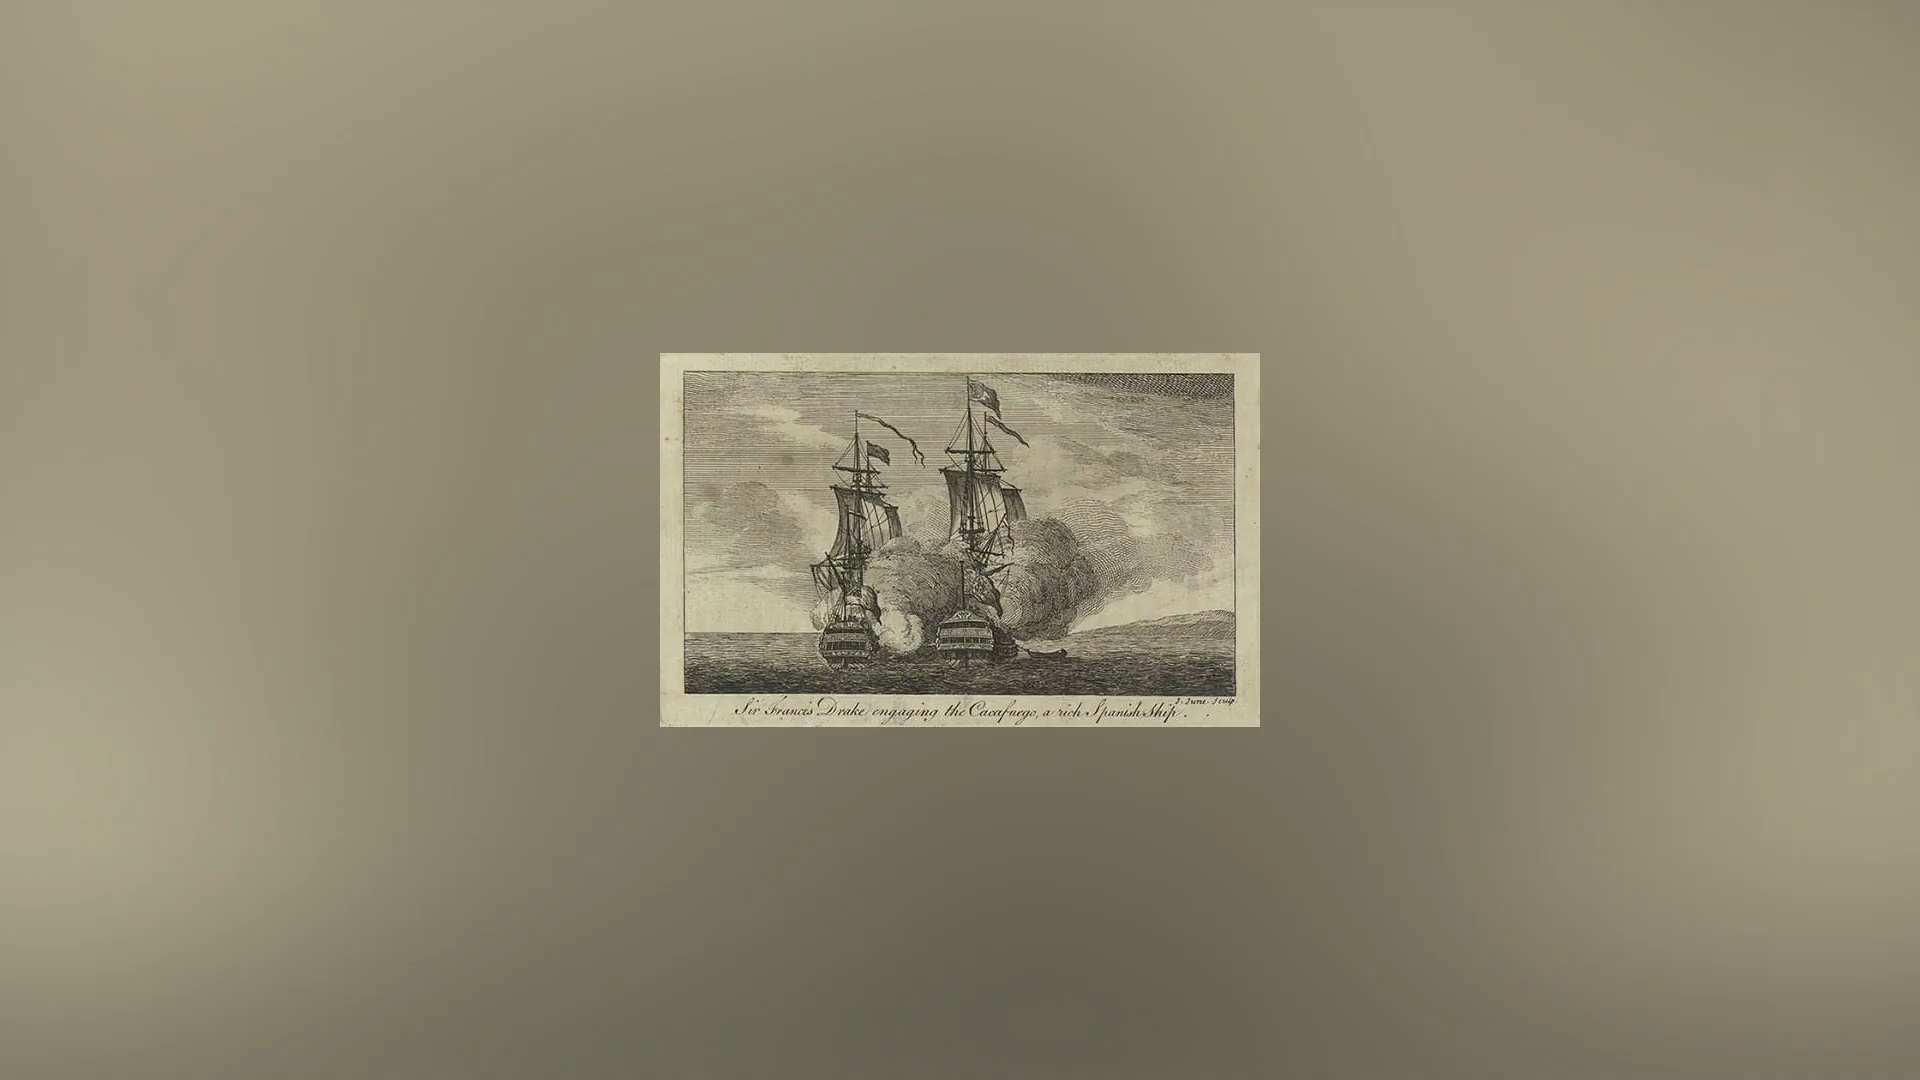 J. June Sculp.
Sir Francis Drake engaging the Cacafuego, a rich Spanish Ship.